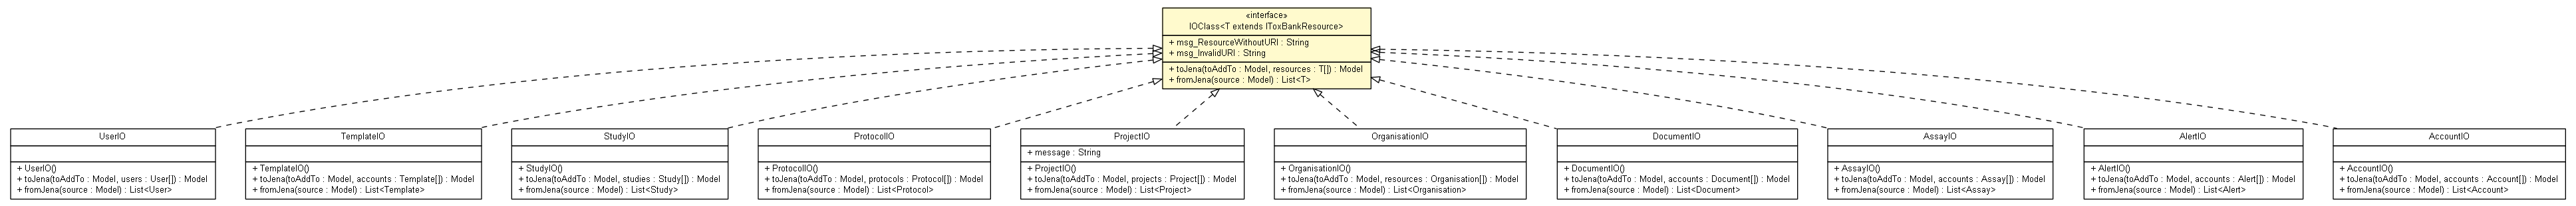 «interface»
IOClass<T extends IToxBankResource>
+ msg_ResourceWithoutURI : String
+ msg_InvalidURI : String
+ toJena(toAddTo : Model, resources : T[]) : Model
+ fromJena(source : Model) : List<T>
UserIO
+ UserIO()
+ toJena(toAddTo : Model, users : User[]) : Model
+ fromJena(source : Model) : List<User>
TemplateIO
+ TemplateIO()
+ toJena(toAddTo : Model, accounts : Template[]) : Model
+ fromJena(source : Model) : List<Template>
StudyIO
+ StudyIO()
+ toJena(toAddTo : Model, studies : Study[]) : Model
+ fromJena(source : Model) : List<Study>
ProtocolIO
+ ProtocolIO()
+ toJena(toAddTo : Model, protocols : Protocol[]) : Model
+ fromJena(source : Model) : List<Protocol>
ProjectIO
+ message : String
+ ProjectIO()
+ toJena(toAddTo : Model, projects : Project[]) : Model
+ fromJena(source : Model) : List<Project>
OrganisationIO
+ OrganisationIO()
+ toJena(toAddTo : Model, resources : Organisation[]) : Model
+ fromJena(source : Model) : List<Organisation>
DocumentIO
+ DocumentIO()
+ toJena(toAddTo : Model, accounts : Document[]) : Model
+ fromJena(source : Model) : List<Document>
AssayIO
+ AssayIO()
+ toJena(toAddTo : Model, accounts : Assay[]) : Model
+ fromJena(source : Model) : List<Assay>
AlertIO
+ AlertIO()
+ toJena(toAddTo : Model, accounts : Alert[]) : Model
+ fromJena(source : Model) : List<Alert>
AccountIO
+ AccountIO()
+ toJena(toAddTo : Model, accounts : Account[]) : Model
+ fromJena(source : Model) : List<Account>